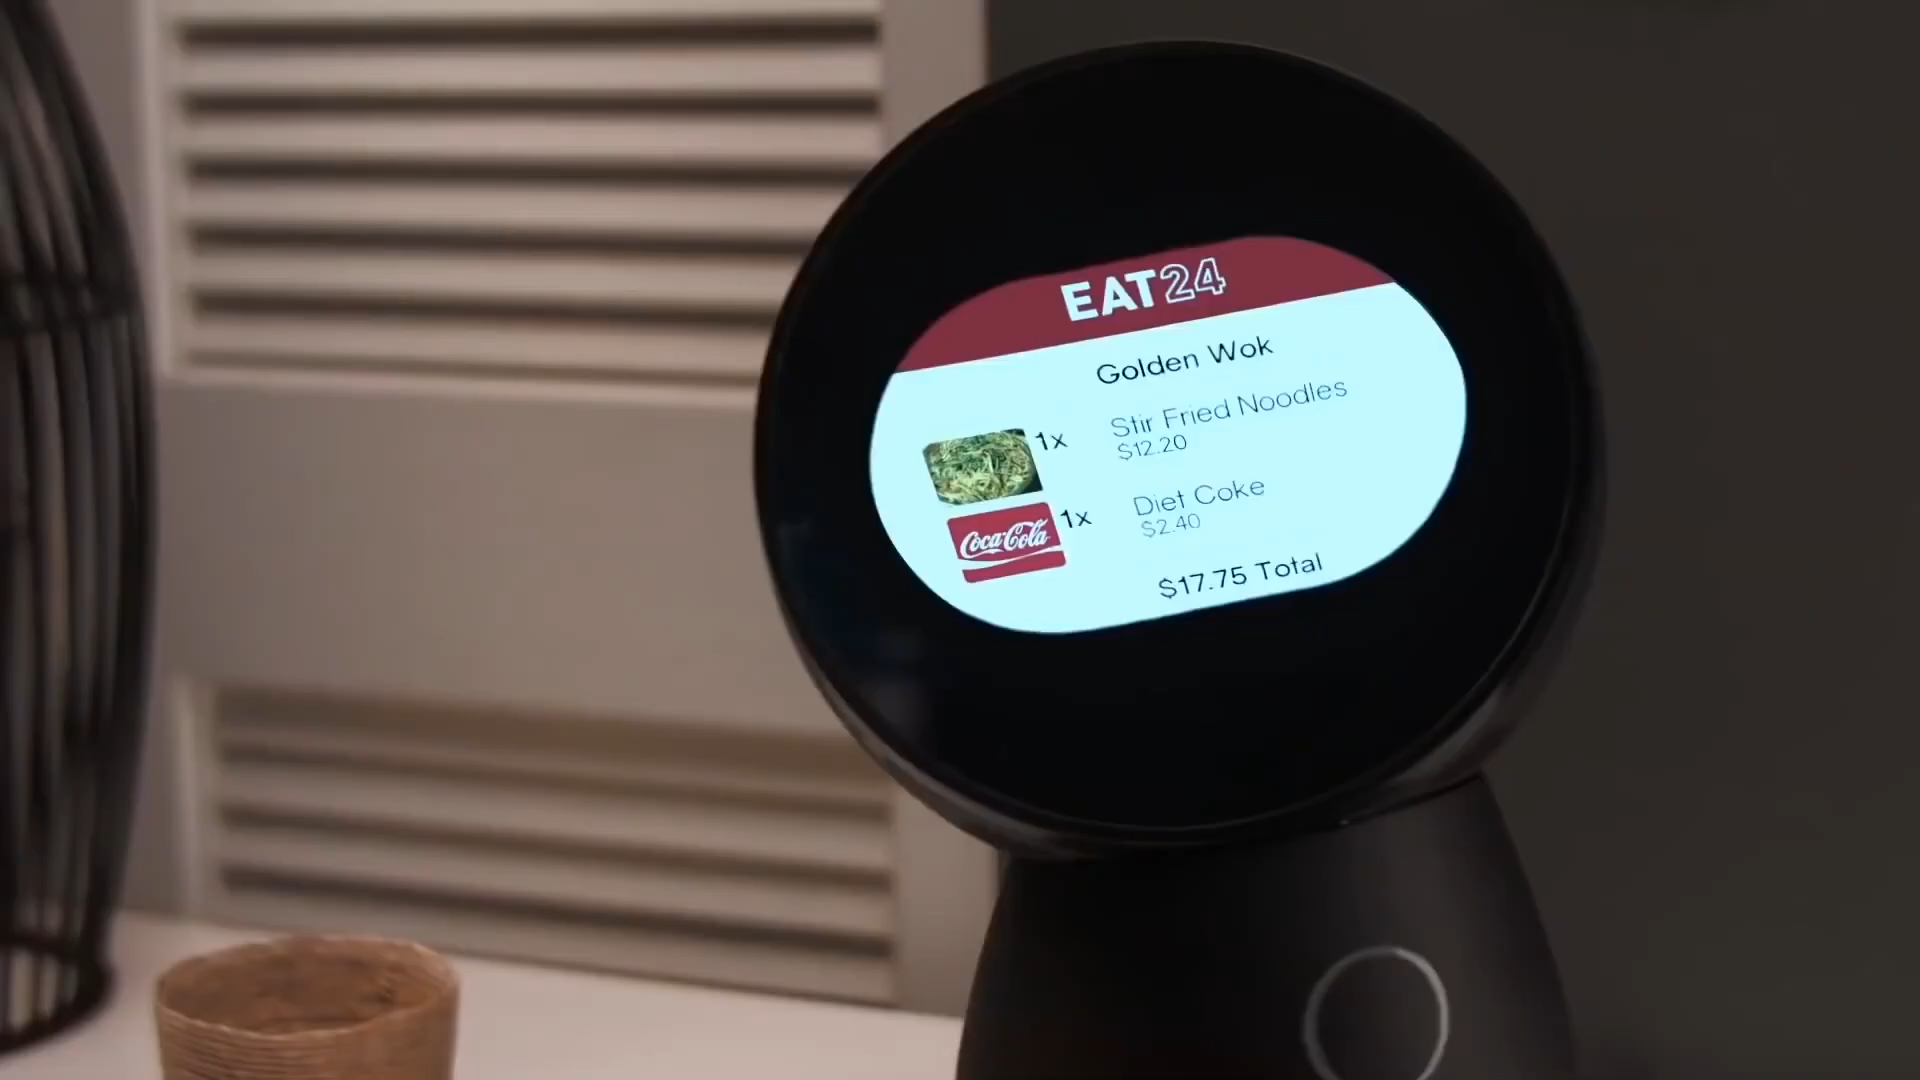 EAT24
Golden Wok
1x Stir Fried Noodles
$12.20
Coca-Cola
1x Diet Coke
$2.40
$17.75 Total